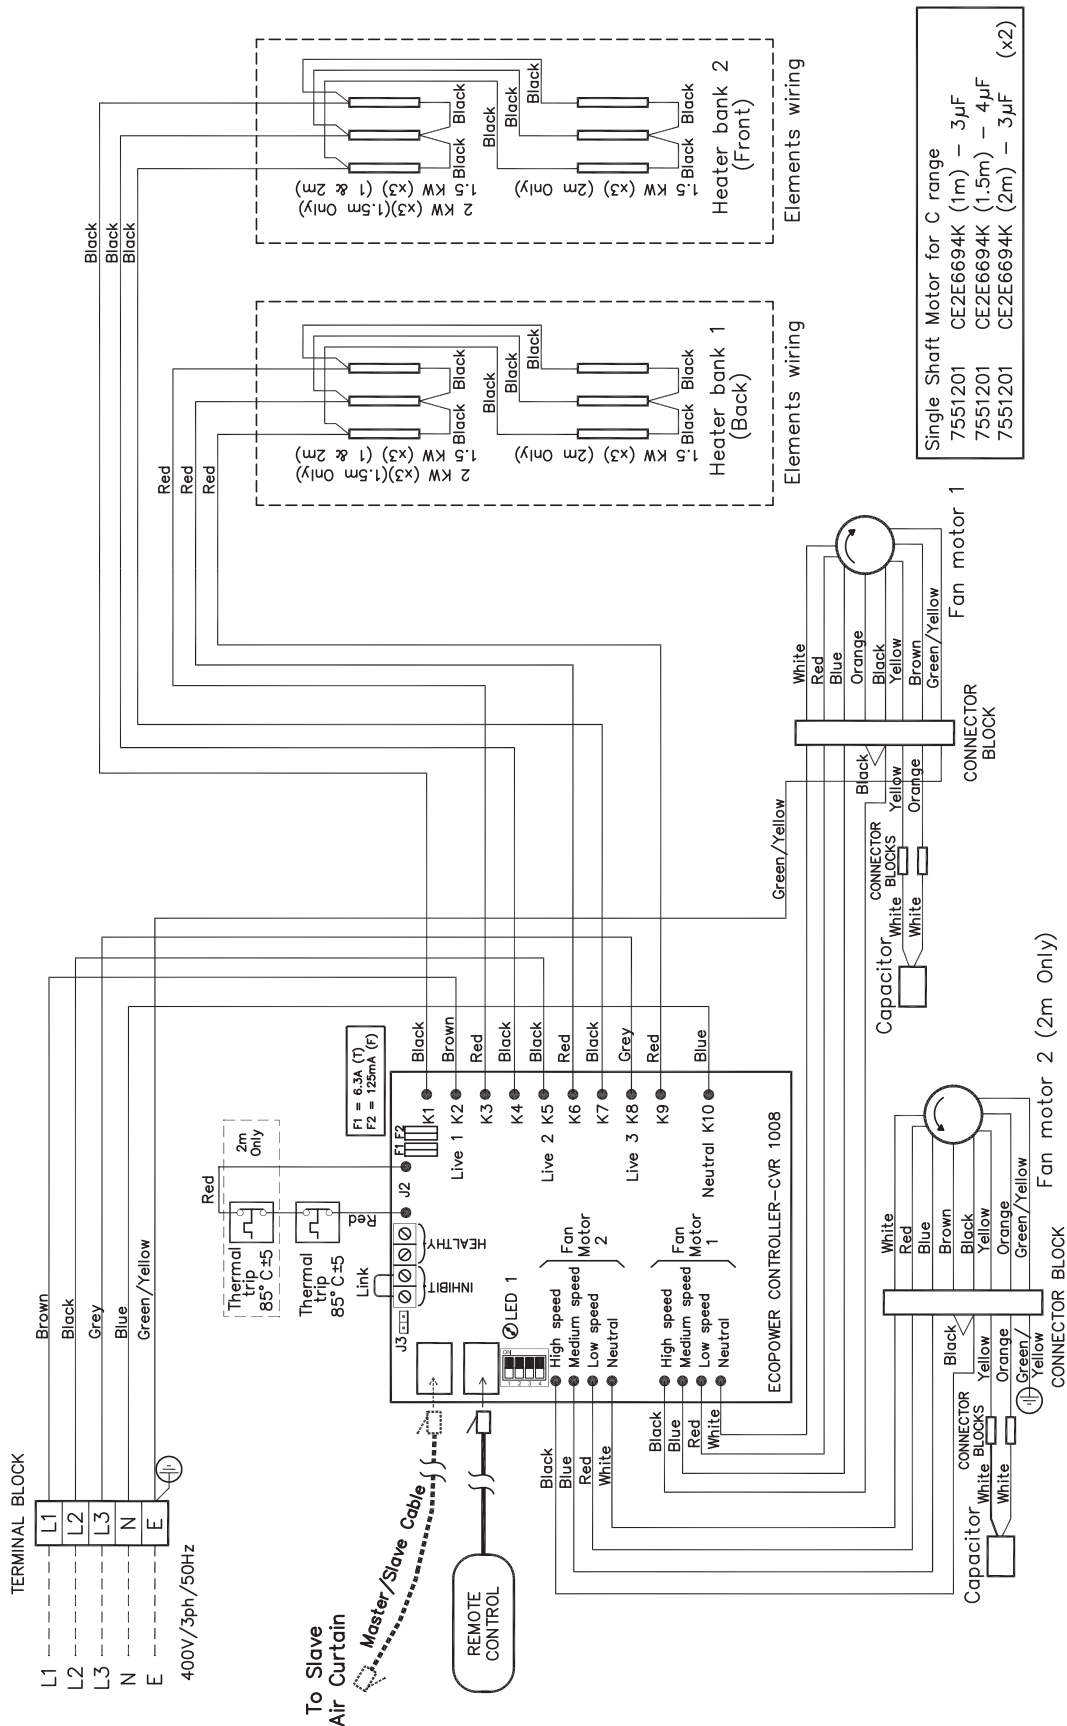 TERMINAL BLOCK
L1
L2
L3
N
E
L1
L2
L3
N
E
400V/3ph/50Hz
Brown
Black
Grey
Blue
Green/Yellow
To Slave
Air Curtain
Master/Slave Cable
REMOTE
CONTROL
Thermal
trip
85°C±5
2m
Only
Thermal
trip
85°C±5
Red
Red
Link
F1 = 6.3A (T)
F2 = 125mA (F)
J3
INHIBIT
HEALTHY
J2
F1
F2
LED 1
ON
1 2 3 4
High speed
Medium speed
Low speed
Neutral
Fan
Motor
2
High speed
Medium speed
Low speed
Neutral
Fan
Motor
1
K1
Live 1 K2
K3
K4
Live 2 K5
K6
K7
Live 3 K8
K9
Neutral K10
ECOPOWER CONTROLLER-CVR 1008
Black
Brown
Red
Black
Black
Red
Black
Grey
Red
Blue
Black
Blue
Red
White
Black
Blue
Red
White
Black
Black
Black
Red
Red
Red
2 KW (x3)(1.5m Only)
1.5 KW (x3) (1 & 2m)
Black
Black
Black
Black
Black
1.5 KW (x3) (2m Only)
Black
Black
Heater bank 1
(Back)
Elements wiring
2 KW (x3)(1.5m Only)
1.5 KW (x3) (1 & 2m)
Black
Black
Black
Black
Black
1.5 KW (x3) (2m Only)
Black
Black
Heater bank 2
(Front)
Elements wiring
Green/Yellow
White
Red
Blue
Orange
Black
Yellow
Brown
Green/Yellow
Fan motor 1
CONNECTOR
BLOCK
Black
Yellow
Orange
CONNECTOR
BLOCKS
White
White
Capacitor
White
Red
Blue
Brown
Black
Yellow
Orange
Green/Yellow
Fan motor 2 (2m Only)
CONNECTOR BLOCK
Black
Yellow
Orange
Green/
Yellow
CONNECTOR
BLOCKS
White
White
Capacitor
Single Shaft Motor for C range
7551201 CE2E6694K (1m) – 3µF
7551201 CE2E6694K (1.5m) – 4µF
7551201 CE2E6694K (2m) – 3µF (x2)